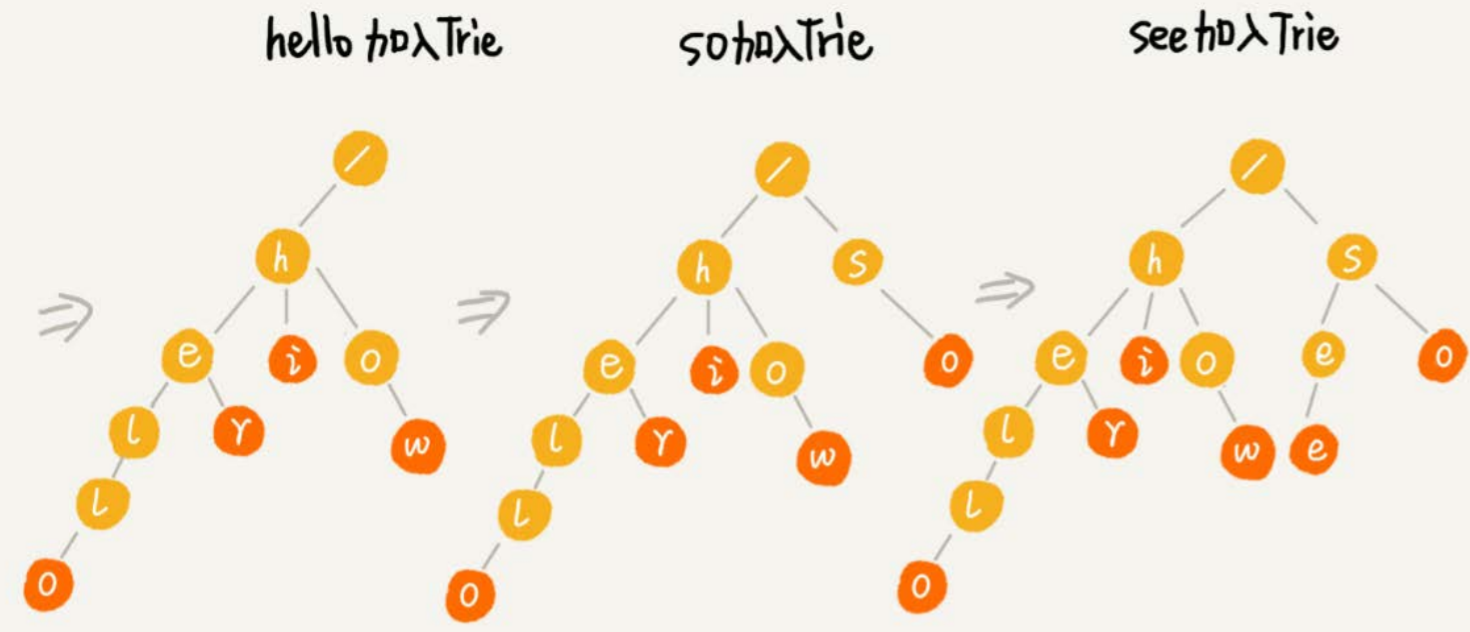 hello 加入Trie
so加入Trie
see加入Trie
/
h
e i o
l r w
l
o
/
h s
e i o o
l r w
l
o
/
h s
e i o e o
l r w e
l
o